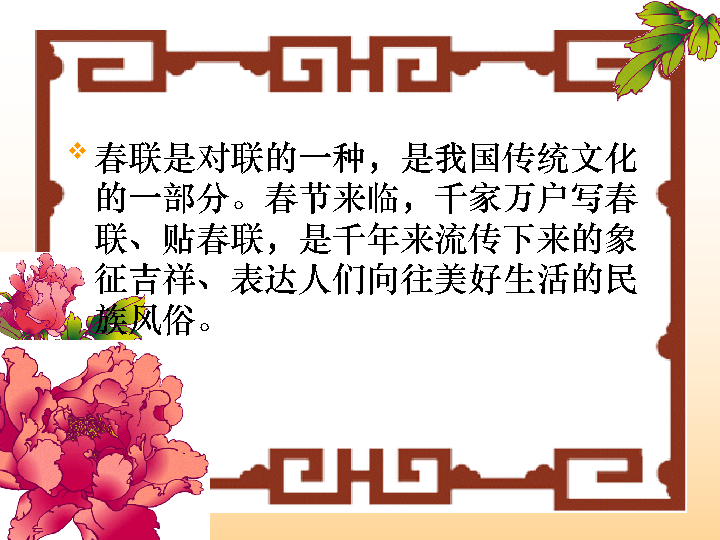 春联是对联的一种，是我国传统文化
的一部分。春节来临，千家万户写春
联、贴春联，是千年来流传下来的象
征吉祥、表达人们向往美好生活的民
族风俗。